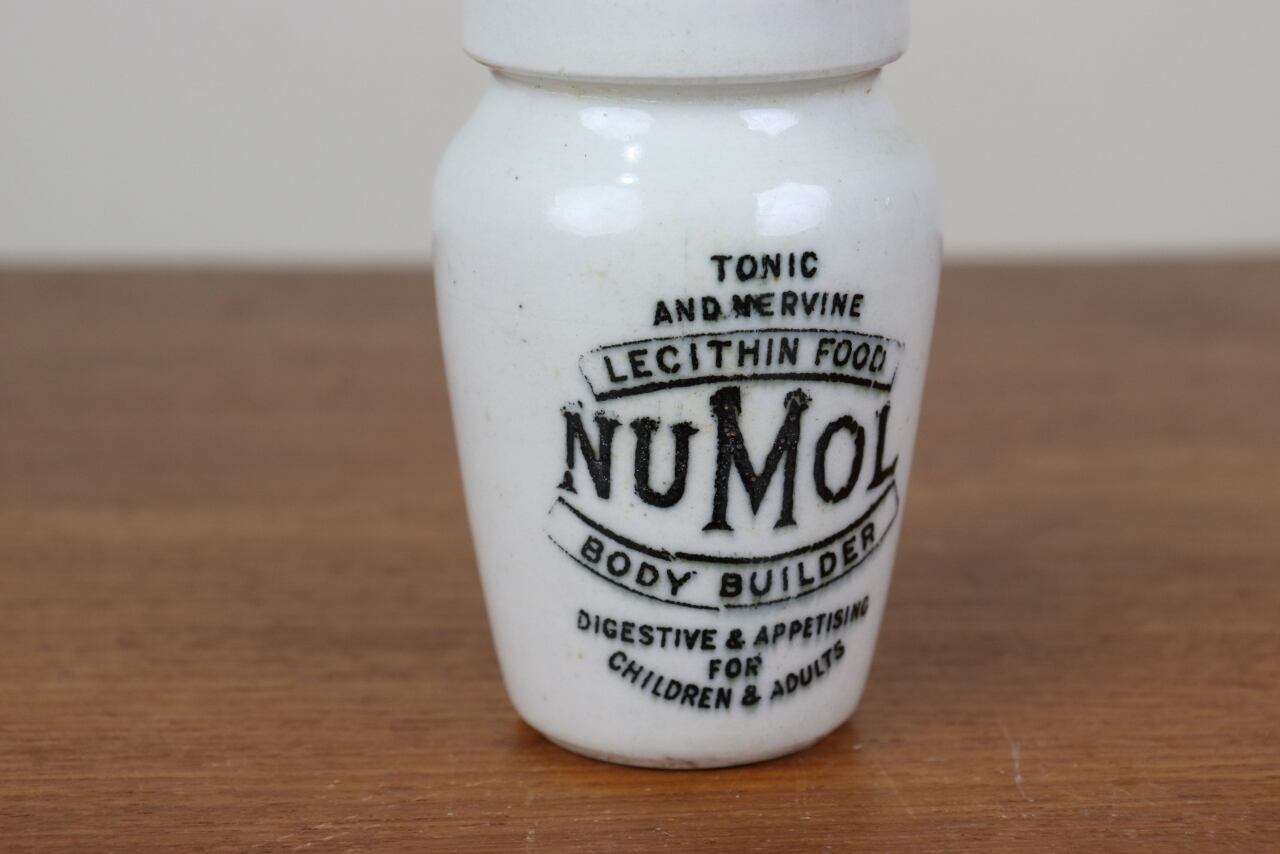 TONIC
AND NERVINE
LECITHIN FOOD
NUMOL
BODY BUILDER
DIGESTIVE & APPETISING
FOR
CHILDREN & ADULTS